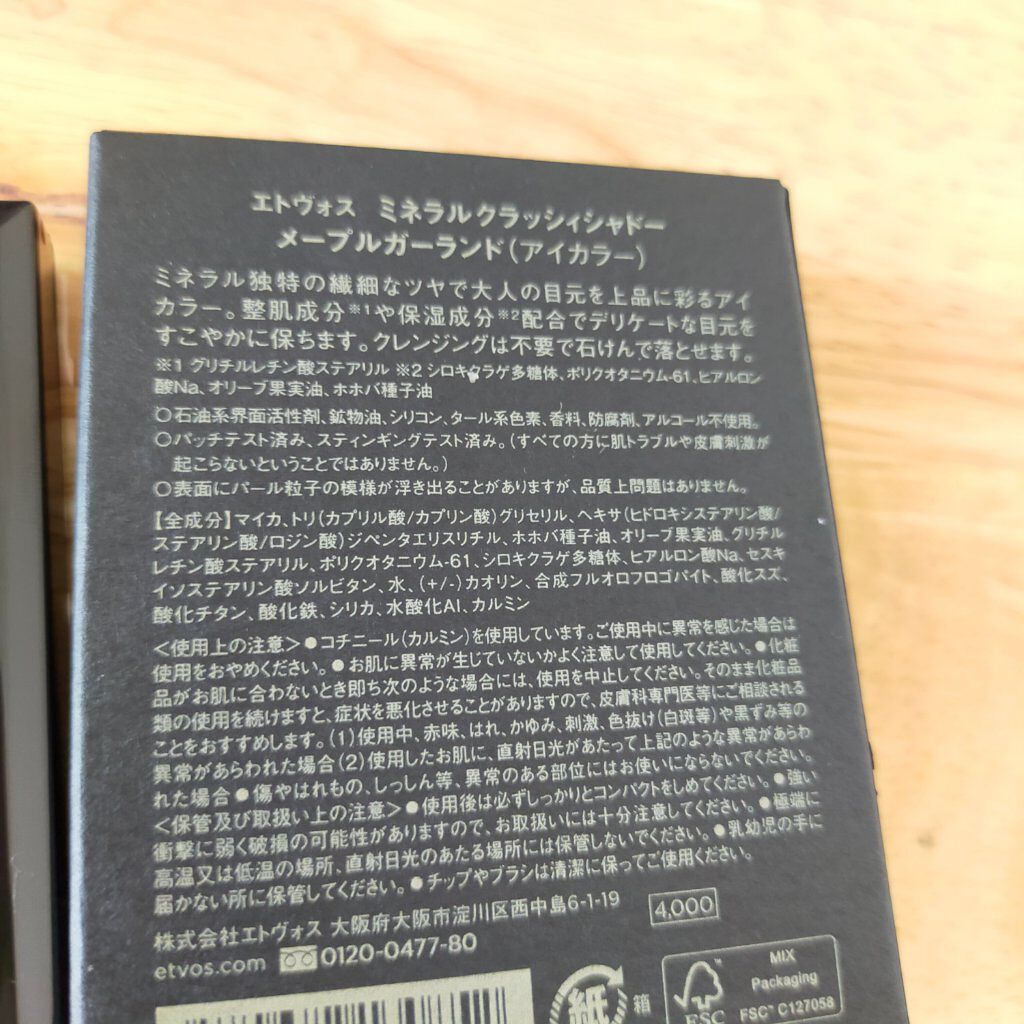 エトヴォス ミネラルクラッシィシャドー
メープルガーランド(アイカラー)
ミネラル独特の繊細なツヤで大人の目元を上品に彩るアイ
カラー。整肌成分※1や保湿成分※2配合でデリケートな目元を
すこやかに保ちます。クレンジングは不要で石けんで落とせます。
※1 グリチルレチン酸ステアリル ※2 シロキクラゲ多糖体、ポリクオタニウム-61、ヒアルロン
酸Na、オリーブ果実油、ホホバ種子油
○石油系界面活性剤、鉱物油、シリコン、タール系色素、香料、防腐剤、アルコール不使用。
○パッチテスト済み、スティンギングテスト済み。(すべての方に肌トラブルや皮膚刺激が
起こらないということではありません。)
○表面にパール粒子の模様が浮き出ることがありますが、品質上問題はありません。
【全成分】マイカ、トリ(カプリル酸/カプリン酸)グリセリル、ヘキサ(ヒドロキシステアリン酸/
ステアリン酸/ロジン酸)ジペンタエリスリチル、ホホバ種子油、オリーブ果実油、グリチル
レチン酸ステアリル、ポリクオタニウム-61、シロキクラゲ多糖体、ヒアルロン酸Na、セスキ
イソステアリン酸ソルビタン、水、(+/-)カオリン、合成フルオロフロゴパイト、酸化スズ、
酸化チタン、酸化鉄、シリカ、水酸化Al、カルミン
<使用上の注意>●コチニール(カルミン)を使用しています。ご使用中に異常を感じた場合は
使用をおやめください。●お肌に異常が生じていないかよく注意して使用してください。●化粧
品がお肌に合わないとき即ち次のような場合には、使用を中止してください。そのまま化粧品
類の使用を続けますと、症状を悪化させることがありますので、皮膚科専門医等にご相談される
ことをおすすめします。(1)使用中、赤味、はれ、かゆみ、刺激、色抜け(白斑等)や黒ずみ等の
異常があらわれた場合(2)使用したお肌に、直射日光があたって上記のような異常があらわ
れた場合●傷やはれもの、しっしん等、異常のある部位にはお使いにならないでください。
<保管及び取扱い上の注意>●使用後は必ずしっかりとコンパクトをしめてください。●強い
衝撃に弱く破損の可能性がありますので、お取扱いには十分注意してください。●極端に
高温又は低温の場所、直射日光のあたる場所には保管しないでください。●乳幼児の手に
届かない所に保管してください。●チップやブラシは清潔に保ってご使用ください。
株式会社エトヴォス 大阪府大阪市淀川区西中島6-1-19
4,000
etvos.com 0120-0477-80
紙 箱
FSC
MIX
Packaging
FSC™ C127058